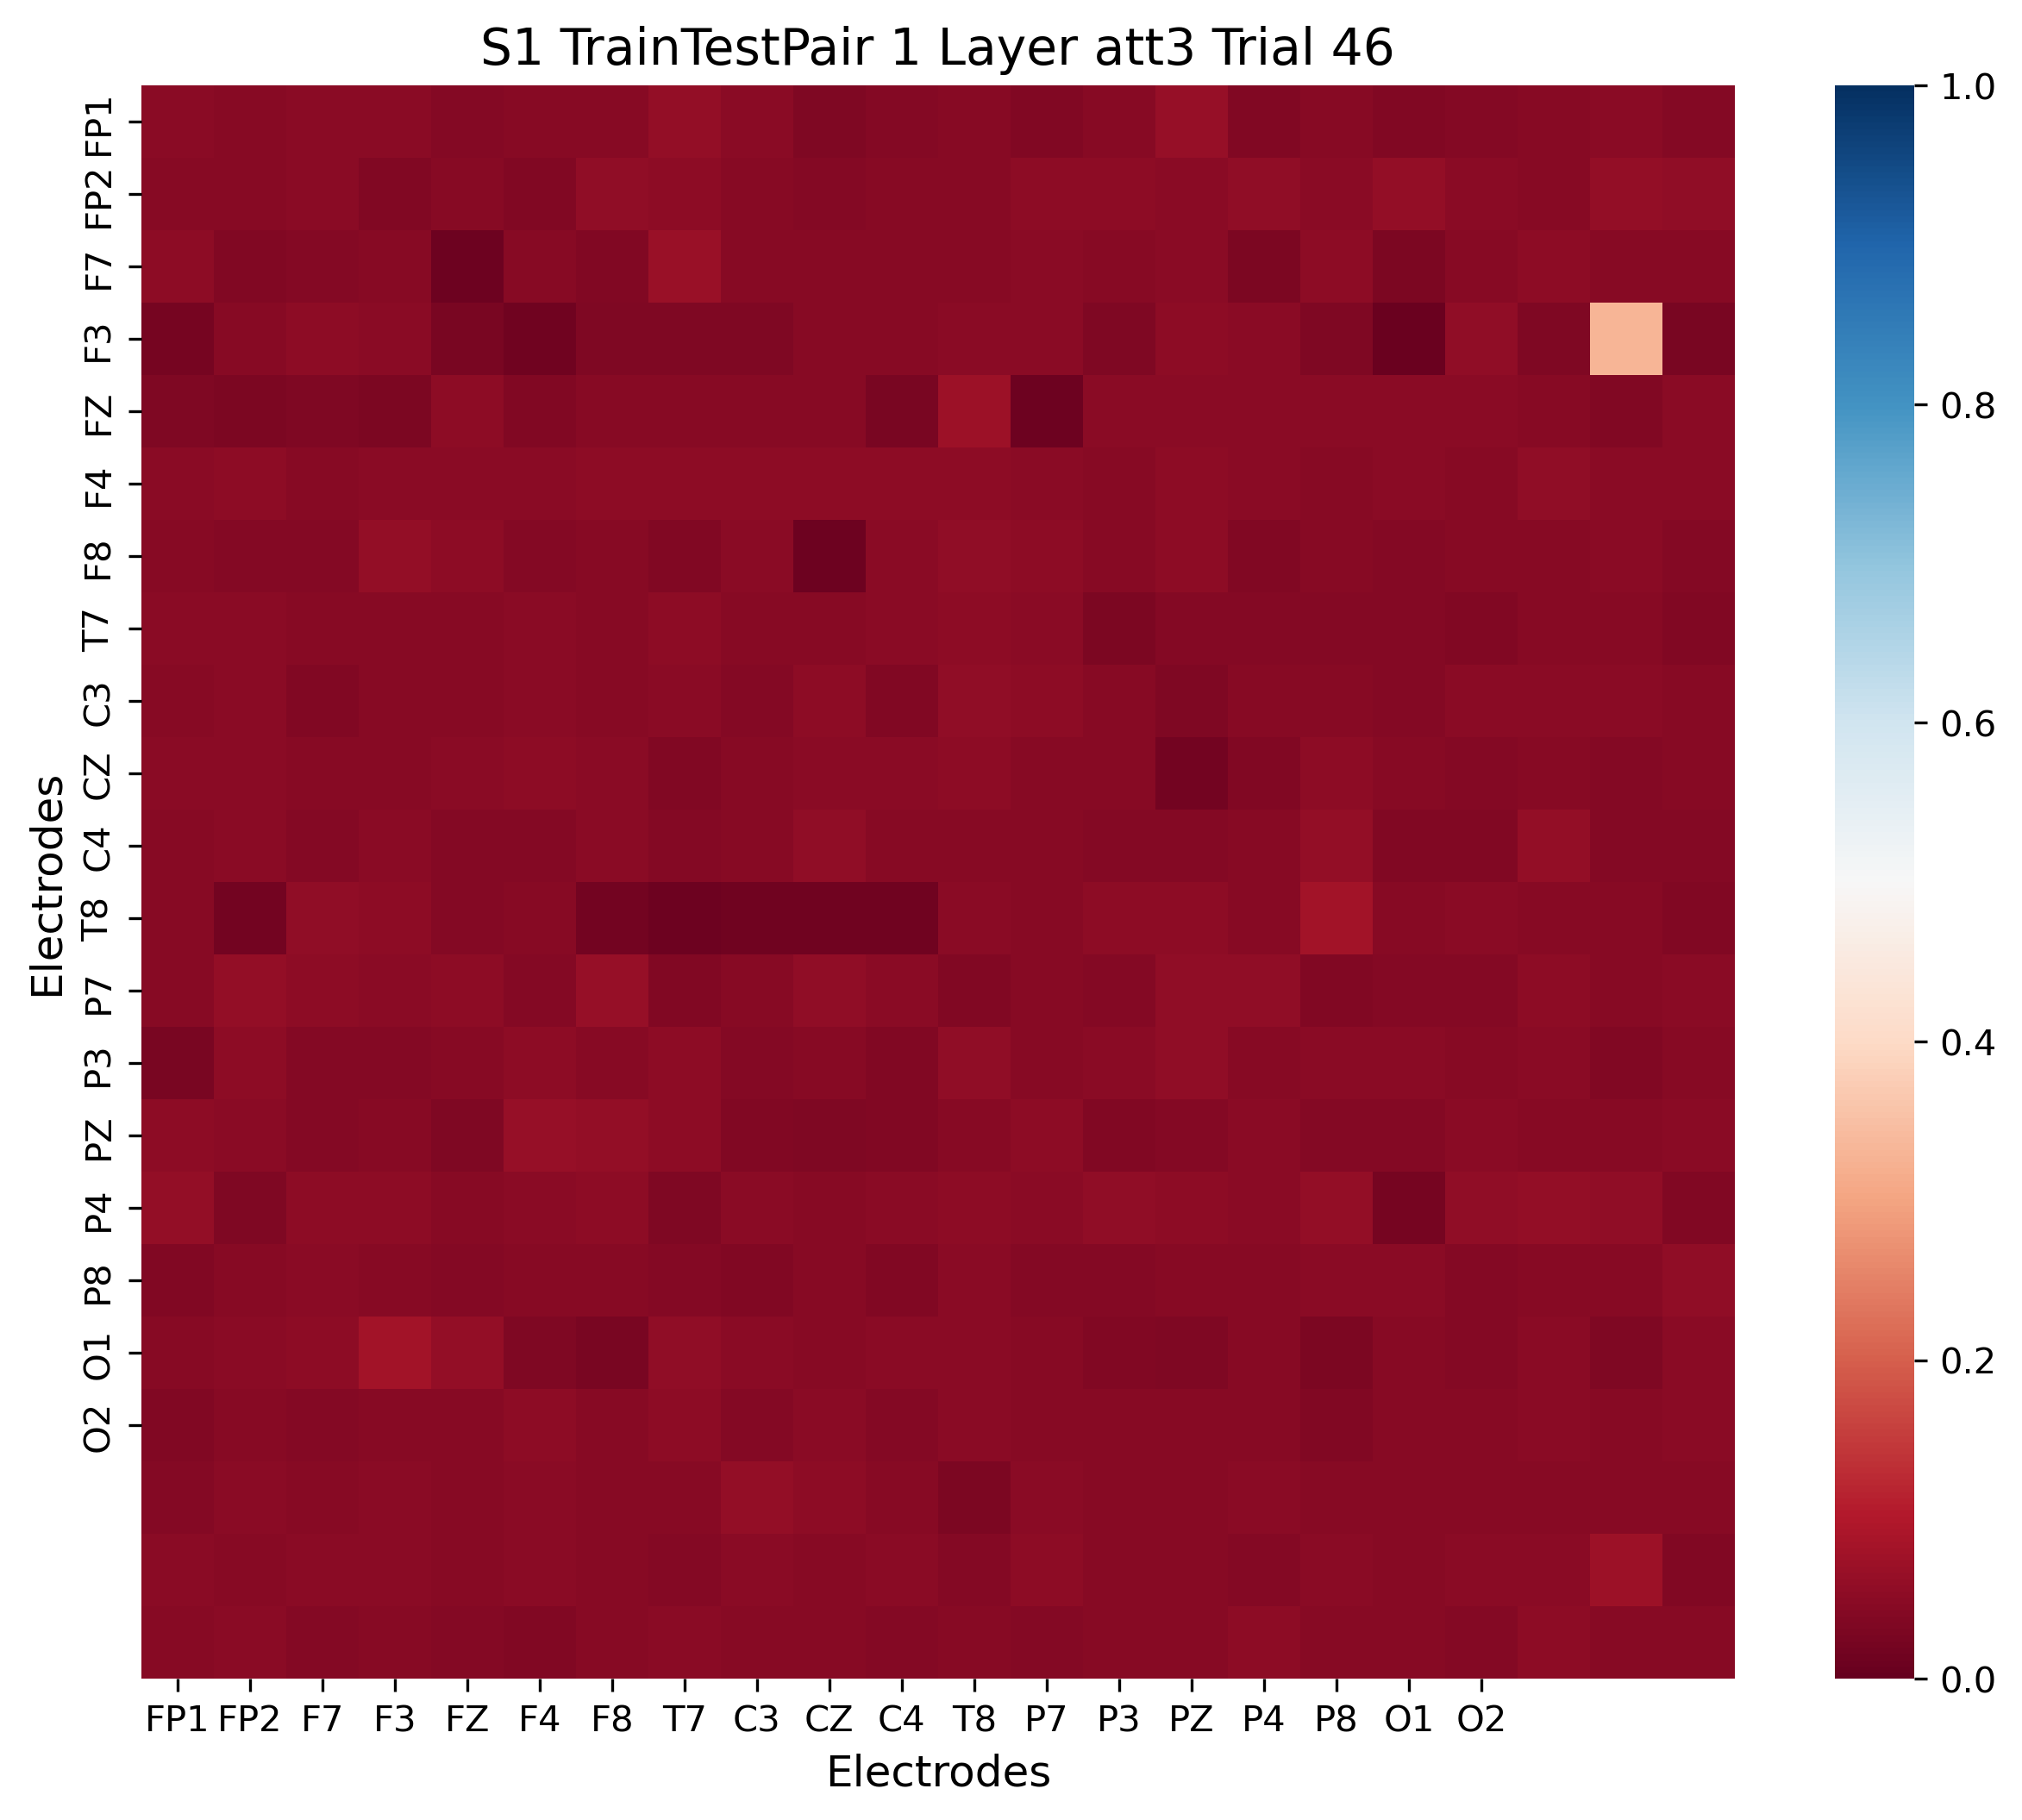 S1 TrainTestPair 1 Layer att3 Trial 46
Electrodes
FP1
FP2
F7
F3
FZ
F4
F8
T7
C3
CZ
C4
T8
P7
P3
PZ
P4
P8
O1
O2
FP1 FP2 F7 F3 FZ F4 F8 T7 C3 CZ C4 T8 P7 P3 PZ P4 P8 O1 O2
Electrodes
1.0
0.8
0.6
0.4
0.2
0.0